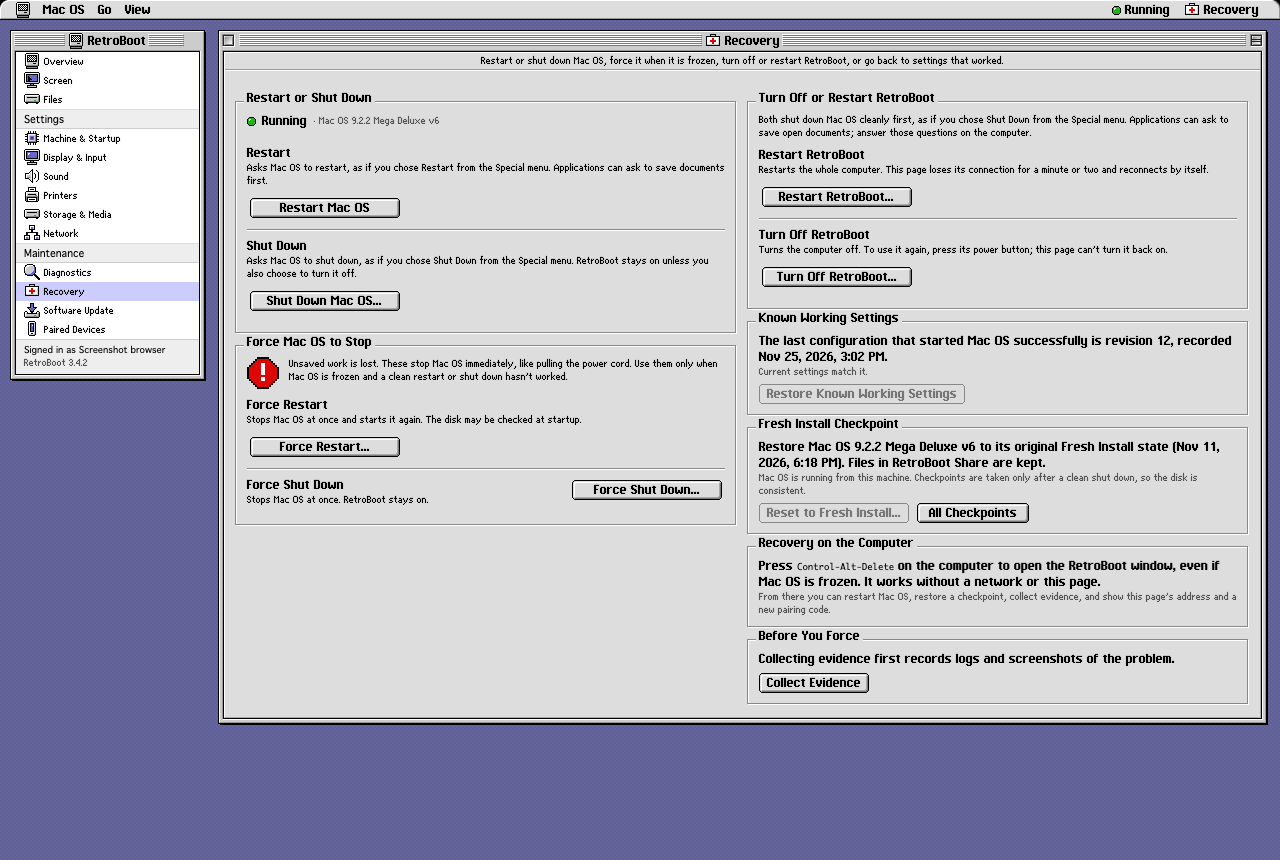 Mac OS Go View
Running Recovery
RetroBoot
Overview
Screen
Files
Settings
Machine & Startup
Display & Input
Sound
Printers
Storage & Media
Network
Maintenance
Diagnostics
Recovery
Software Update
Paired Devices
Signed in as Screenshot browser
RetroBoot 3.4.2
Recovery
Restart or shut down Mac OS, force it when it is frozen, turn off or restart RetroBoot, or go back to settings that worked.
Restart or Shut Down
Running · Mac OS 9.2.2 Mega Deluxe v6
Restart
Asks Mac OS to restart, as if you chose Restart from the Special menu. Applications can ask to save documents
first.
Restart Mac OS
Shut Down
Asks Mac OS to shut down, as if you chose Shut Down from the Special menu. RetroBoot stays on unless you
also choose to turn it off.
Shut Down Mac OS...
Force Mac OS to Stop
Unsaved work is lost. These stop Mac OS immediately, like pulling the power cord. Use them only when
Mac OS is frozen and a clean restart or shut down hasn't worked.
Force Restart
Stops Mac OS at once and starts it again. The disk may be checked at startup.
Force Restart...
Force Shut Down
Stops Mac OS at once. RetroBoot stays on.
Force Shut Down...
Turn Off or Restart RetroBoot
Both shut down Mac OS cleanly first, as if you chose Shut Down from the Special menu. Applications can ask to
save open documents; answer those questions on the computer.
Restart RetroBoot
Restarts the whole computer. This page loses its connection for a minute or two and reconnects by itself.
Restart RetroBoot...
Turn Off RetroBoot
Turns the computer off. To use it again, press its power button; this page can't turn it back on.
Turn Off RetroBoot...
Known Working Settings
The last configuration that started Mac OS successfully is revision 12, recorded
Nov 25, 2026, 3:02 PM.
Current settings match it.
Restore Known Working Settings
Fresh Install Checkpoint
Restore Mac OS 9.2.2 Mega Deluxe v6 to its original Fresh Install state (Nov 11,
2026, 6:18 PM). Files in RetroBoot Share are kept.
Mac OS is running from this machine. Checkpoints are taken only after a clean shut down, so the disk is
consistent.
Reset to Fresh Install... All Checkpoints
Recovery on the Computer
Press Control-Alt-Delete on the computer to open the RetroBoot window, even if
Mac OS is frozen. It works without a network or this page.
From there you can restart Mac OS, restore a checkpoint, collect evidence, and show this page's address and a
new pairing code.
Before You Force
Collecting evidence first records logs and screenshots of the problem.
Collect Evidence